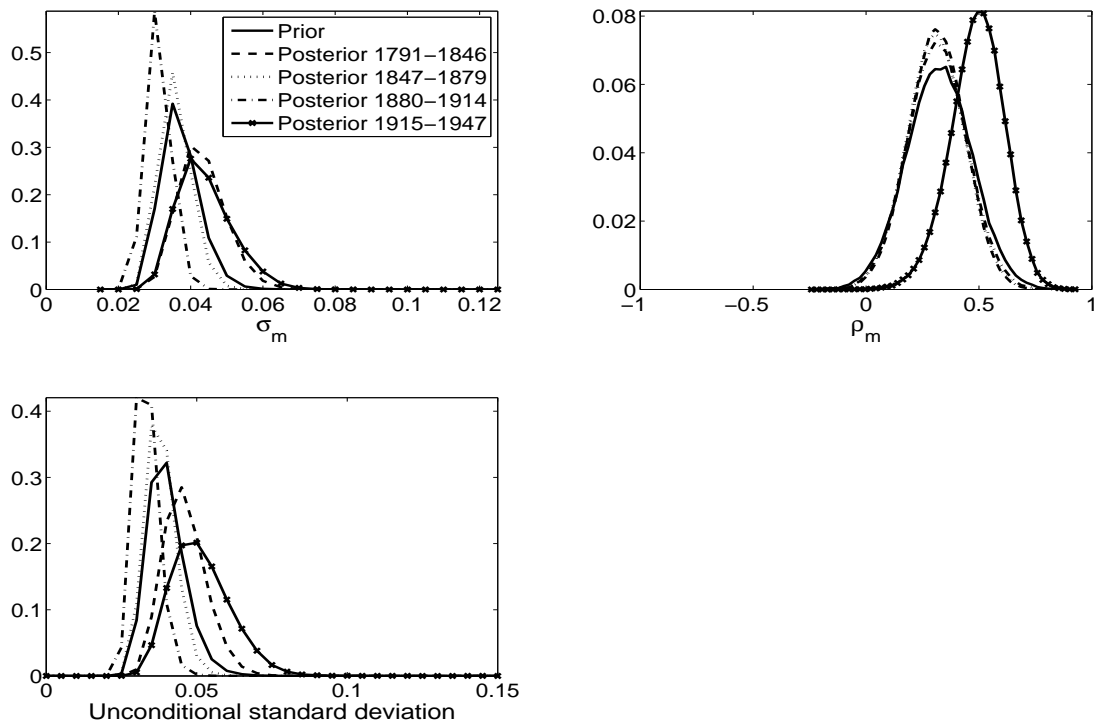 0.5
0.4
0.3
0.2
0.1
0
0 0.02 0.04 0.06 0.08 0.1 0.12
σm
Prior
Posterior 1791−1846
Posterior 1847−1879
Posterior 1880−1914
Posterior 1915−1947
0.08
0.06
0.04
0.02
0
−1 −0.5 0 0.5 1
ρm
0.4
0.3
0.2
0.1
0
0 0.05 0.1 0.15
Unconditional standard deviation